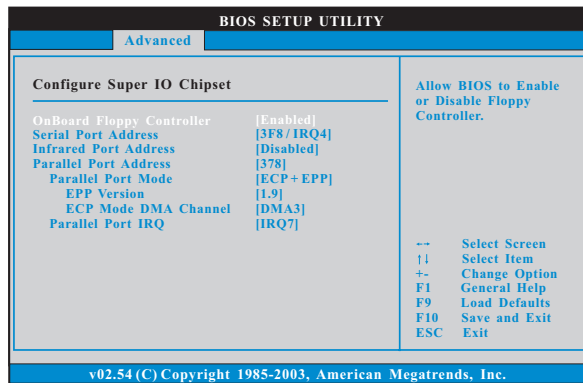 BIOS SETUP UTILITY
Advanced
Configure Super IO Chipset
OnBoard Floppy Controller [Enabled]
Serial Port Address [3F8 / IRQ4]
Infrared Port Address [Disabled]
Parallel Port Address [378]
Parallel Port Mode [ECP + EPP]
EPP Version [1.9]
ECP Mode DMA Channel [DMA3]
Parallel Port IRQ [IRQ7]
Allow BIOS to Enable
or Disable Floppy
Controller.
←→ Select Screen
↑↓ Select Item
+- Change Option
F1 General Help
F9 Load Defaults
F10 Save and Exit
ESC Exit
v02.54 (C) Copyright 1985-2003, American Megatrends, Inc.